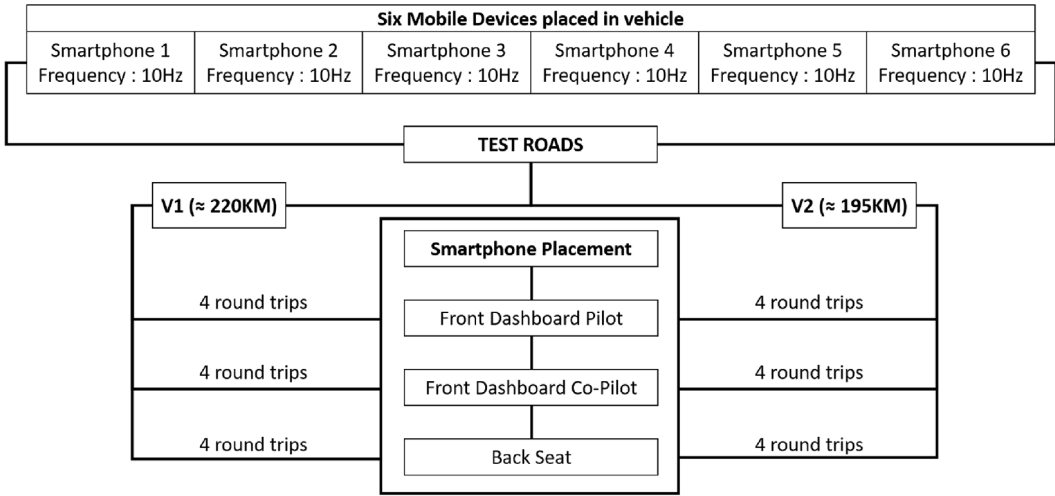 Six Mobile Devices placed in vehicle
Smartphone 1
Frequency : 10Hz
Smartphone 2
Frequency : 10Hz
Smartphone 3
Frequency : 10Hz
Smartphone 4
Frequency : 10Hz
Smartphone 5
Frequency : 10Hz
Smartphone 6
Frequency : 10Hz
TEST ROADS
V1 (≈ 220KM)
V2 (≈ 195KM)
Smartphone Placement
4 round trips
Front Dashboard Pilot
4 round trips
4 round trips
Front Dashboard Co-Pilot
4 round trips
4 round trips
Back Seat
4 round trips